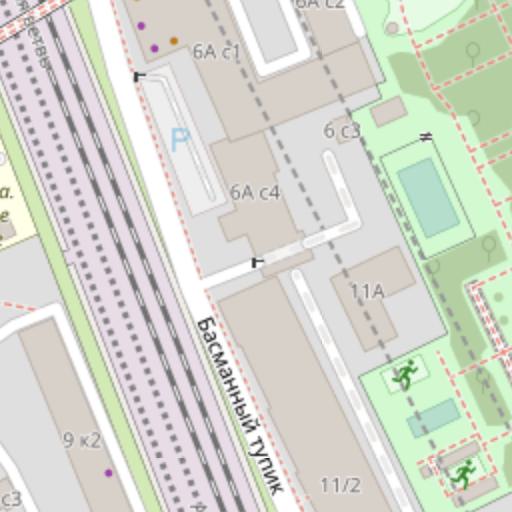 6А с2
6А с1
P
6 с3
6А с4
а.
е
11А
Басманный тупик
9 к2
11/2
с3